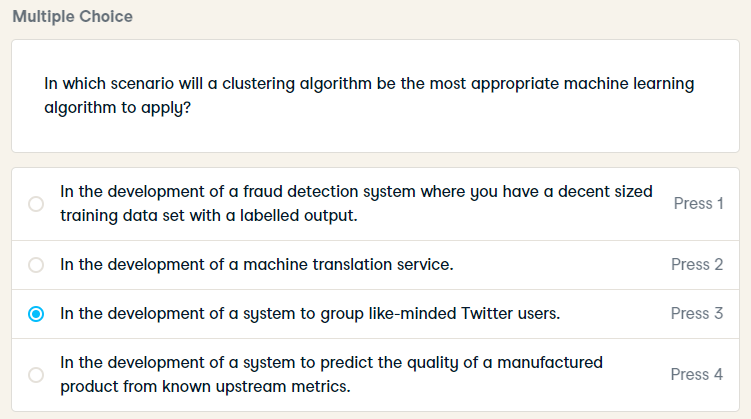 Multiple Choice
In which scenario will a clustering algorithm be the most appropriate machine learning
algorithm to apply?
In the development of a fraud detection system where you have a decent sized
training data set with a labelled output.
Press 1
In the development of a machine translation service.
Press 2
In the development of a system to group like-minded Twitter users.
Press 3
In the development of a system to predict the quality of a manufactured
product from known upstream metrics.
Press 4